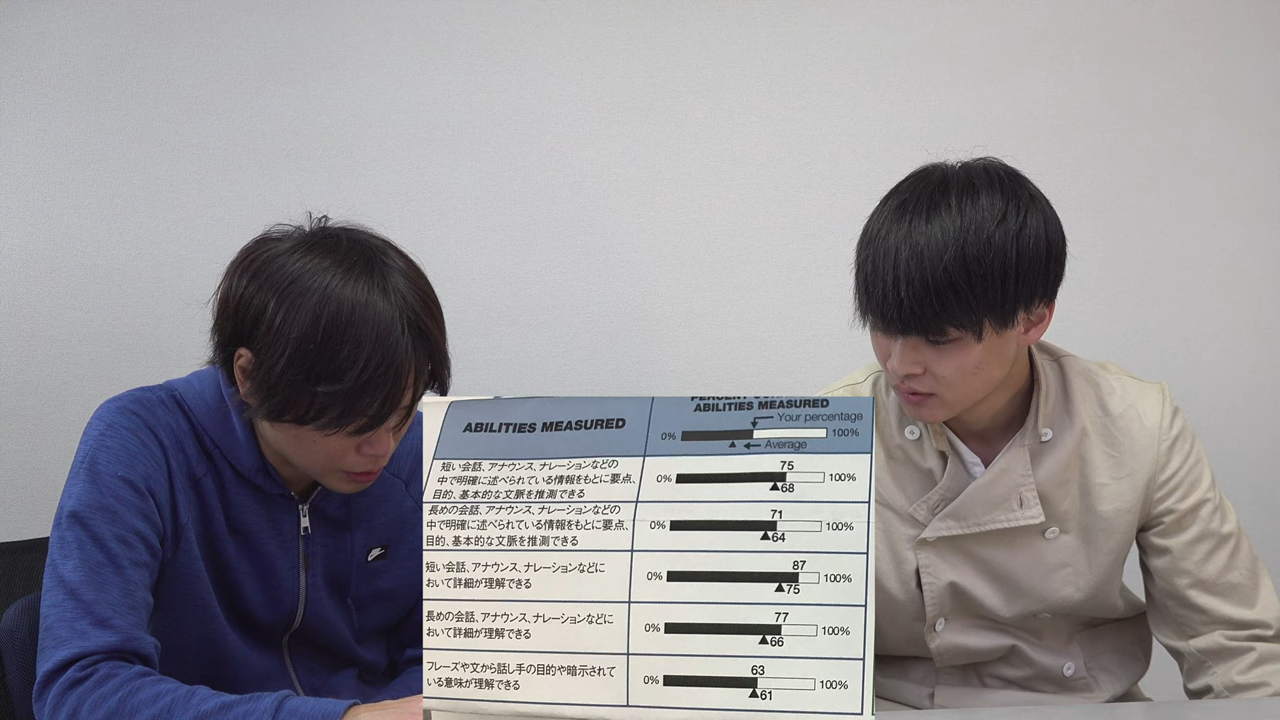 ABILITIES MEASURED
ABILITIES MEASURED
Your percentage
0% 100%
Average
短い会話、アナウンス、ナレーションなどの
中で明確に述べられている情報をもとに要点、
目的、基本的な文脈を推測できる
75
0% 100%
68
長めの会話、アナウンス、ナレーションなどの
中で明確に述べられている情報をもとに要点、
目的、基本的な文脈を推測できる
71
0% 100%
64
短い会話、アナウンス、ナレーションなどに
おいて詳細が理解できる
87
0% 100%
75
長めの会話、アナウンス、ナレーションなどに
おいて詳細が理解できる
77
0% 100%
66
フレーズや文から話し手の目的や暗示されて
いる意味が理解できる
63
0% 100%
61